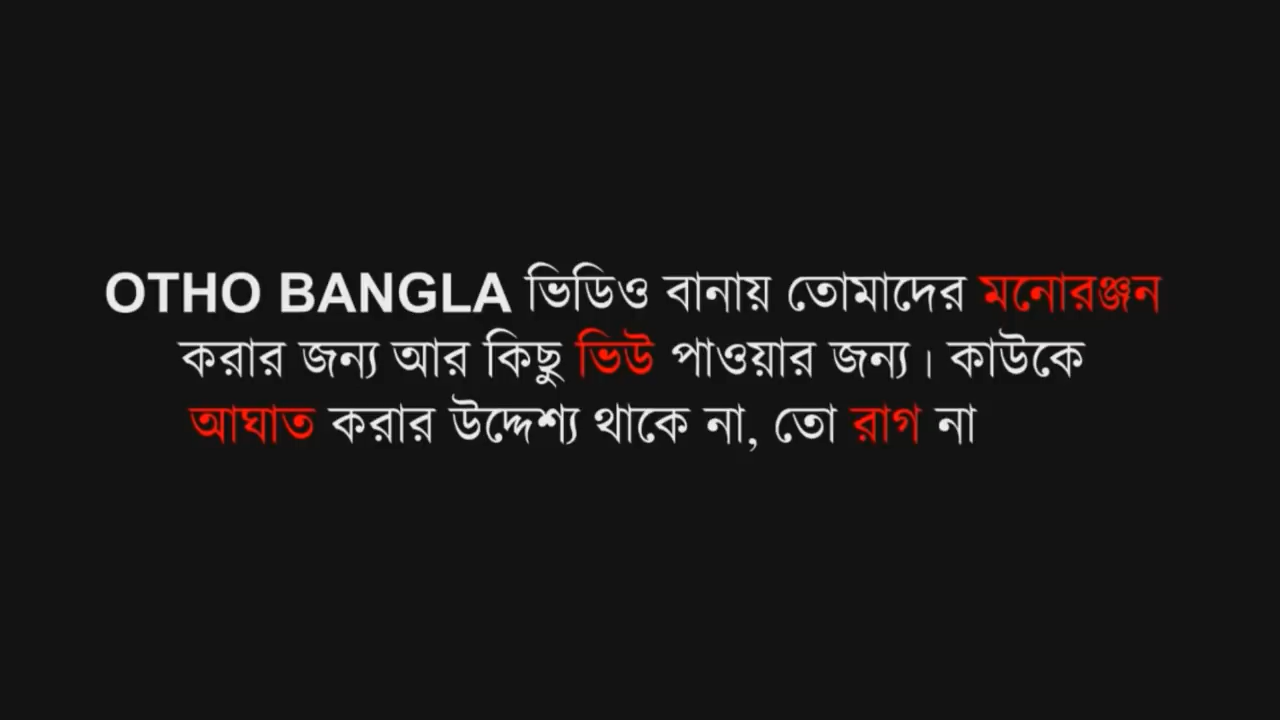 OTHO BANGLA ভিডিও বানায় তোমাদের মনোরঞ্জন
করার জন্য আর কিছু ভিউ পাওয়ার জন্য। কাউকে
আঘাত করার উদ্দেশ্য থাকে না, তো রাগ না